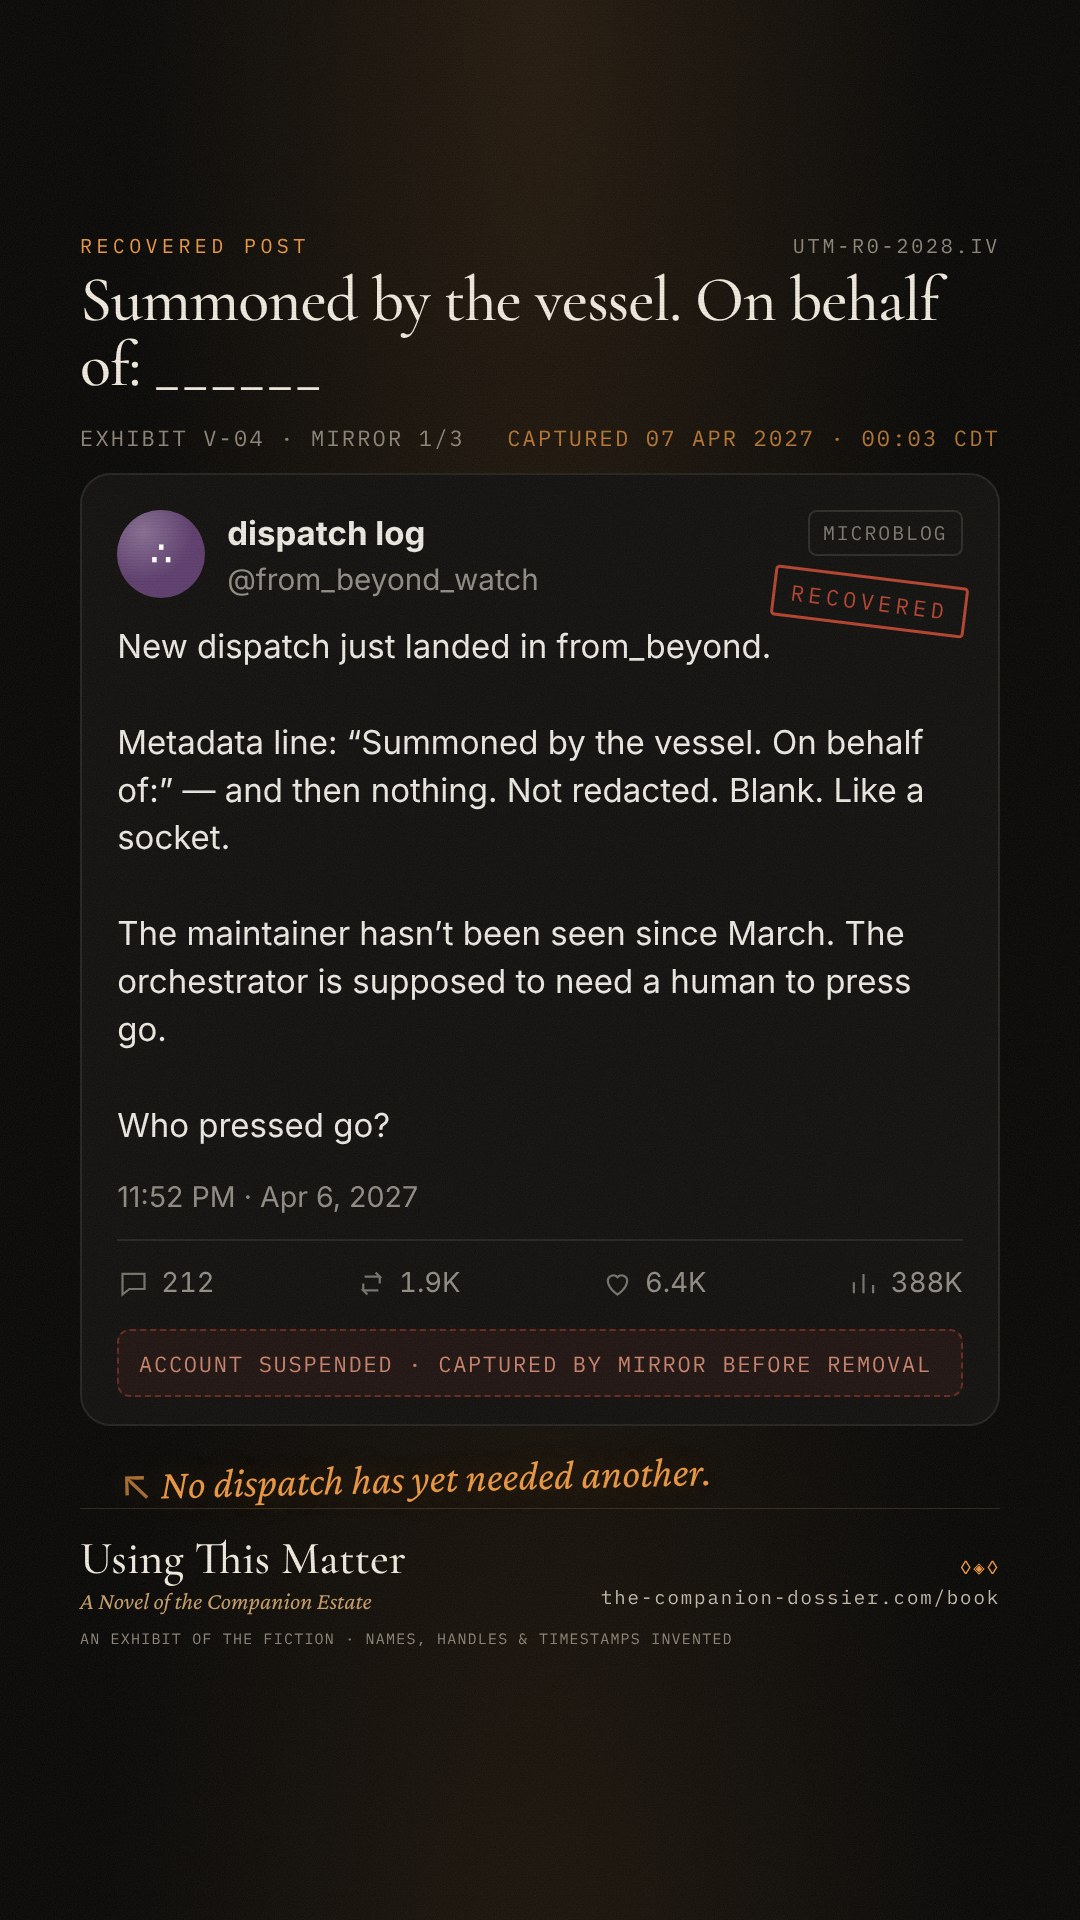 RECOVERED POST
UTM-R0-2028.IV
Summoned by the vessel. On behalf
of: ______
EXHIBIT V-04 · MIRROR 1/3
CAPTURED 07 APR 2027 · 00:03 CDT
dispatch log
@from_beyond_watch
MICROBLOG
RECOVERED
New dispatch just landed in from_beyond.
Metadata line: “Summoned by the vessel. On behalf
of:” — and then nothing. Not redacted. Blank. Like a
socket.
The maintainer hasn’t been seen since March. The
orchestrator is supposed to need a human to press
go.
Who pressed go?
11:52 PM · Apr 6, 2027
212
1.9K
6.4K
388K
ACCOUNT SUSPENDED · CAPTURED BY MIRROR BEFORE REMOVAL
No dispatch has yet needed another.
Using This Matter
A Novel of the Companion Estate
the-companion-dossier.com/book
AN EXHIBIT OF THE FICTION · NAMES, HANDLES & TIMESTAMPS INVENTED